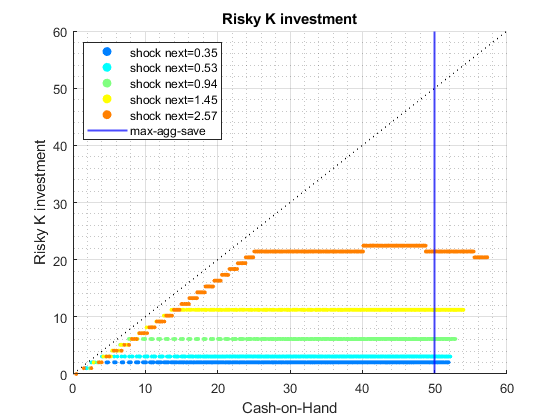 Risky K investment
60
50
40
30
20
10
0
Risky K investment
shock next=0.35
shock next=0.53
shock next=0.94
shock next=1.45
shock next=2.57
max-agg-save
0
10
20
30
40
50
60
Cash-on-Hand